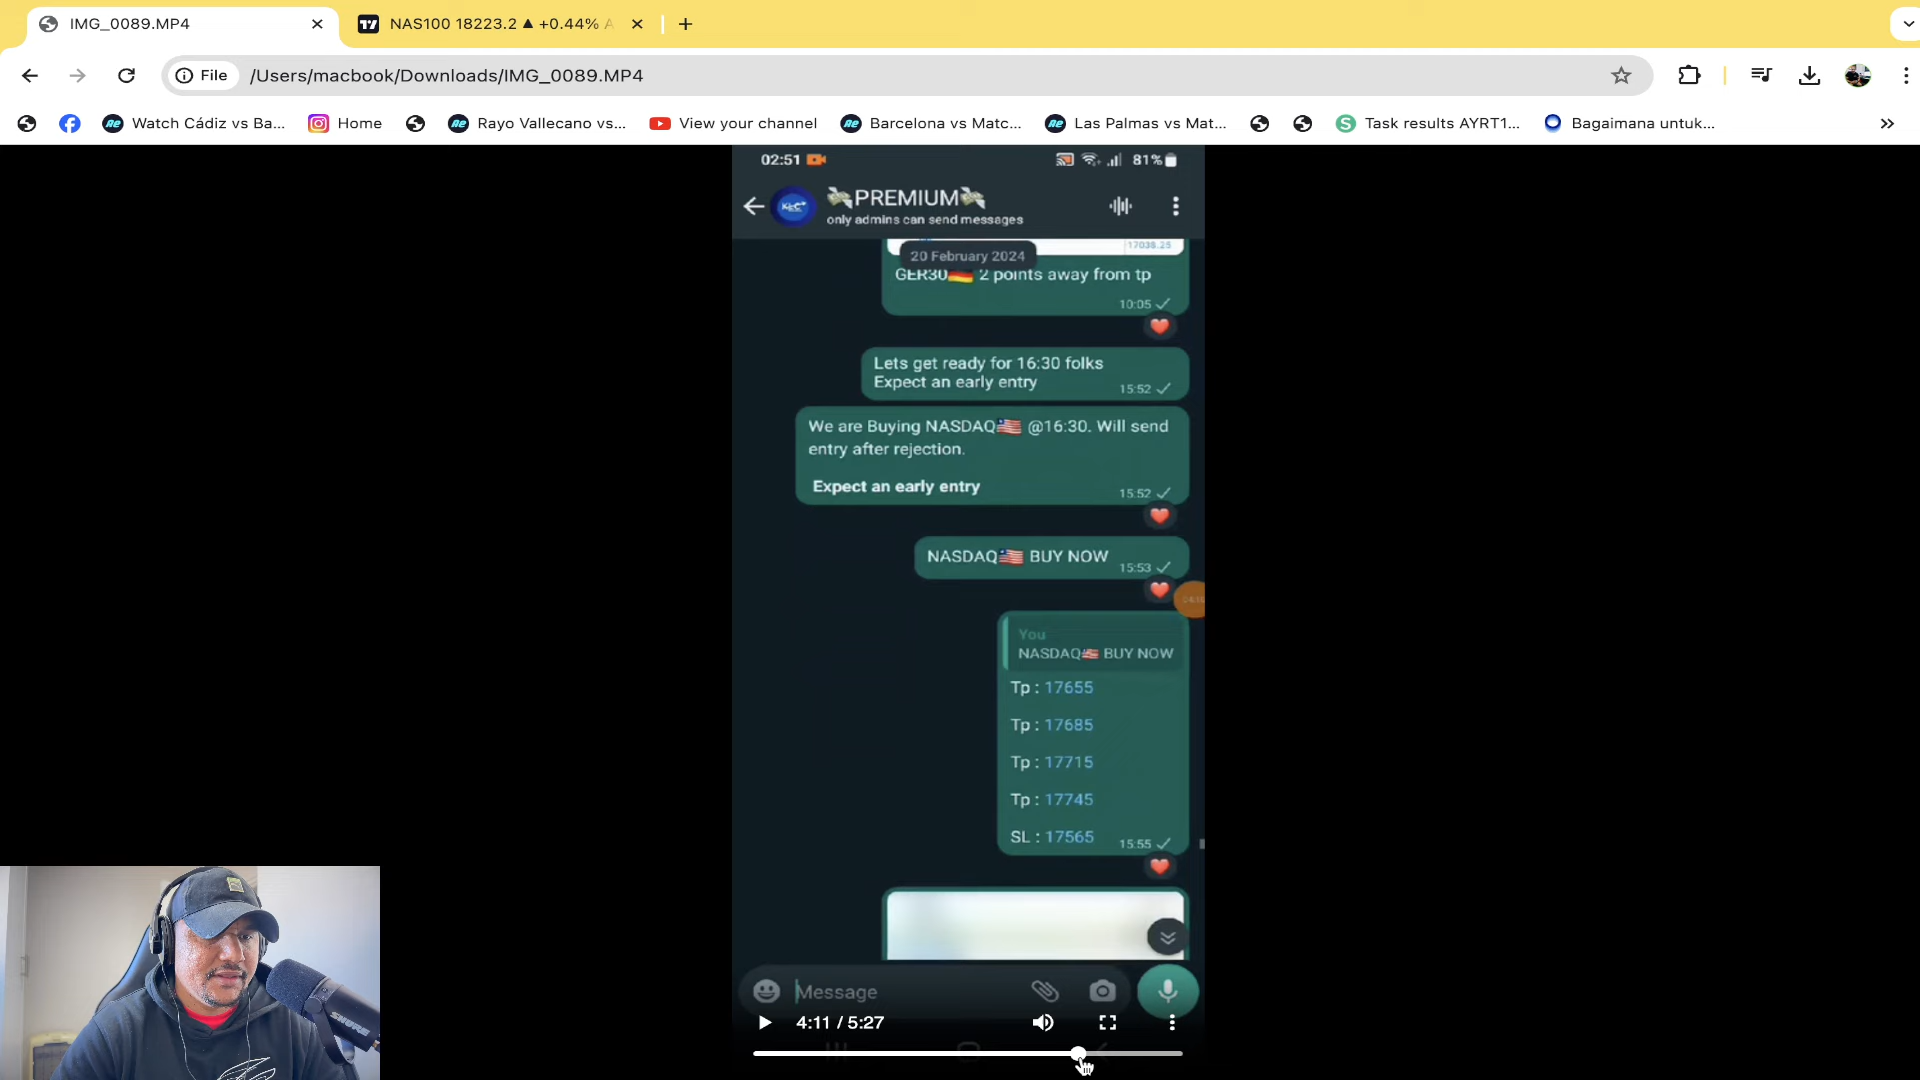 IMG_0089.MP4
NAS100 18223.2 ▲ +0.44%
File
/Users/macbook/Downloads/IMG_0089.MP4
Watch Cádiz vs Ba...
Home
Rayo Vallecano vs...
View your channel
Barcelona vs Matc...
Las Palmas vs Mat...
Task results AYRT1...
Bagaimana untuk...
02:51
81%
KLC
💸PREMIUM💸
only admins can send messages
17038.25
20 February 2024
GER30🇩🇪 2 points away from tp
10:05
Lets get ready for 16:30 folks
Expect an early entry
15:52
We are Buying NASDAQ🇺🇸 @16:30. Will send
entry after rejection.
Expect an early entry
15:52
NASDAQ🇺🇸 BUY NOW
15:53
You
NASDAQ🇺🇸 BUY NOW
Tp : 17655
Tp : 17685
Tp : 17715
Tp : 17745
SL : 17565
15:55
Message
4:11 / 5:27
SHURE